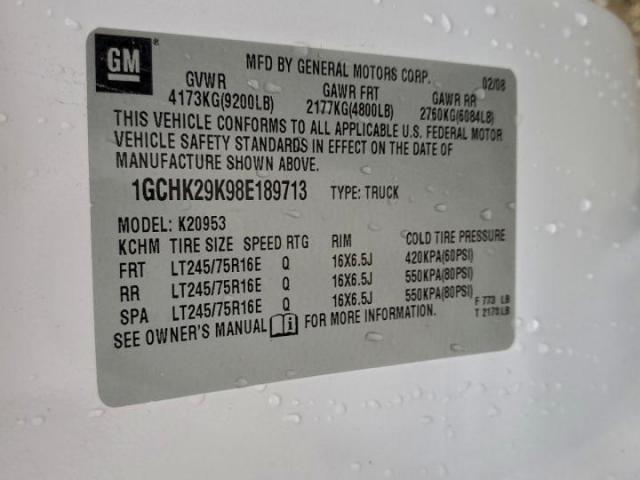 GM
MFD BY GENERAL MOTORS CORP. 02/08
GVWR GAWR FRT GAWR RR
4173KG(9200LB) 2177KG(4800LB) 2760KG(6084LB)
THIS VEHICLE CONFORMS TO ALL APPLICABLE U.S. FEDERAL MOTOR
VEHICLE SAFETY STANDARDS IN EFFECT ON THE DATE OF
MANUFACTURE SHOWN ABOVE.
1GCHK29K98E189713 TYPE: TRUCK
MODEL: K20953
KCHM TIRE SIZE SPEED RTG RIM COLD TIRE PRESSURE
FRT LT245/75R16E Q 16X6.5J 420KPA(60PSI)
RR LT245/75R16E Q 16X6.5J 550KPA(80PSI)
SPA LT245/75R16E Q 16X6.5J 550KPA(80PSI)
F 773 LB
SEE OWNER'S MANUAL FOR MORE INFORMATION. T 2170LB